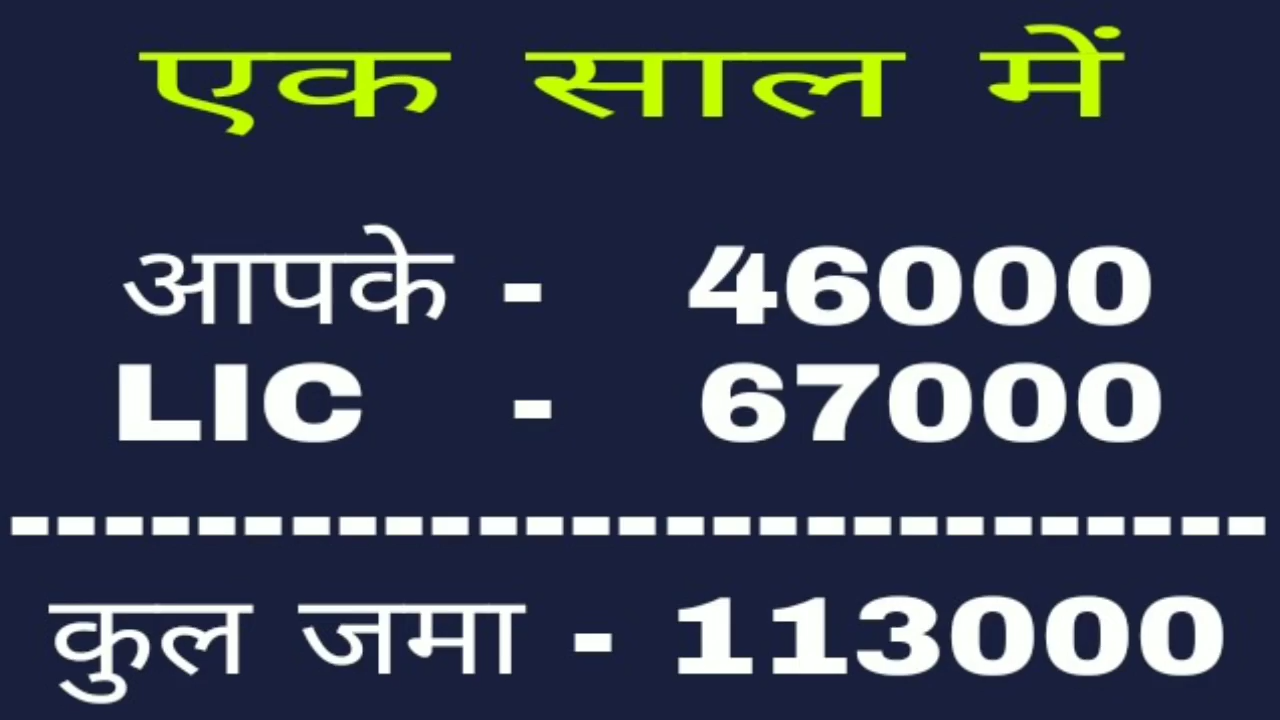 एक साल में
आपके - 46000
LIC - 67000
---------------------------
कुल जमा - 113000